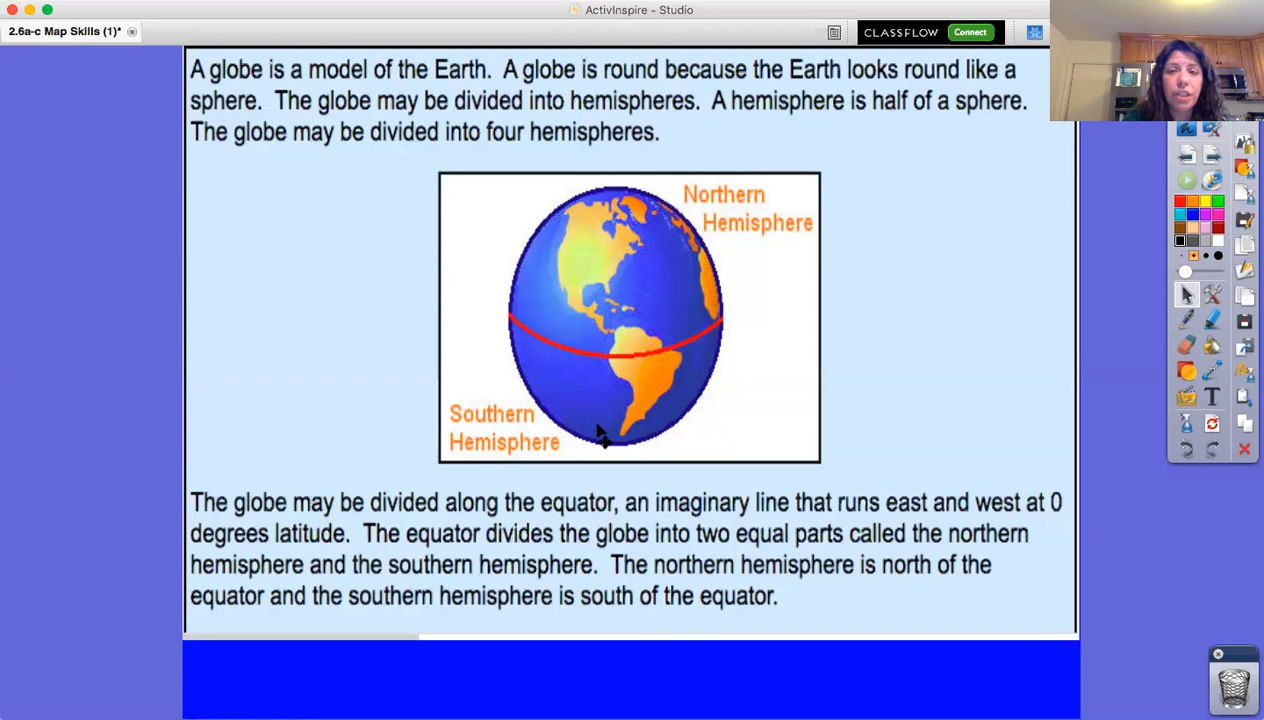 ActivInspire - Studio
2.6a-c Map Skills (1)*
CLASSFLOW Connect
A globe is a model of the Earth. A globe is round because the Earth looks round like a
sphere. The globe may be divided into hemispheres. A hemisphere is half of a sphere.
The globe may be divided into four hemispheres.
Northern
Hemisphere
Southern
Hemisphere
The globe may be divided along the equator, an imaginary line that runs east and west at 0
degrees latitude. The equator divides the globe into two equal parts called the northern
hemisphere and the southern hemisphere. The northern hemisphere is north of the
equator and the southern hemisphere is south of the equator.